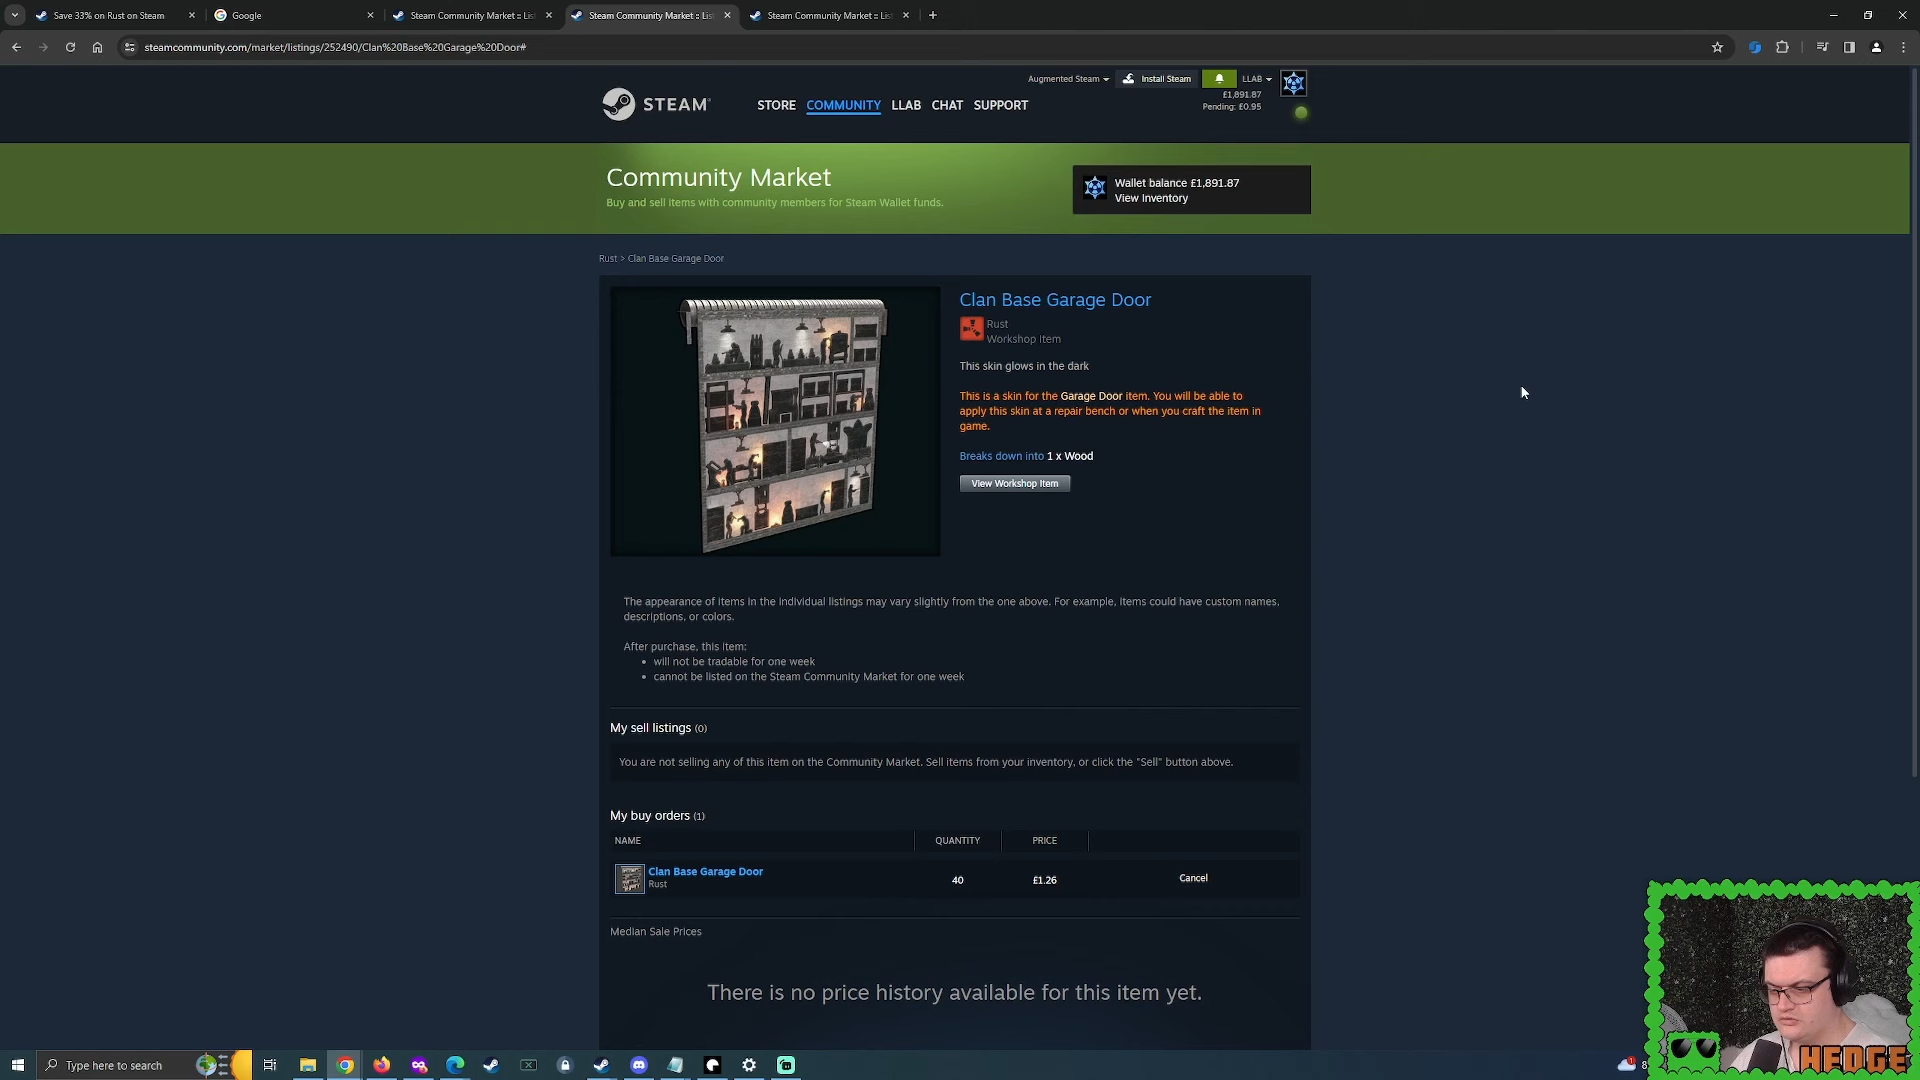 Save 33% on Rust on Steam
Google
Steam Community Market :: Lis
Steam Community Market :: Lis
Steam Community Market :: Lis
steamcommunity.com/market/listings/252490/Clan%20Base%20Garage%20Door#
Augmented Steam
Install Steam
LLAB
£1,891.87
Pending: £0.95
STEAM
STORE COMMUNITY LLAB CHAT SUPPORT
Community Market
Buy and sell items with community members for Steam Wallet funds.
Wallet balance £1,891.87
View Inventory
Rust > Clan Base Garage Door
Clan Base Garage Door
Rust
Workshop Item
This skin glows in the dark
This is a skin for the Garage Door item. You will be able to
apply this skin at a repair bench or when you craft the item in
game.
Breaks down into 1 x Wood
View Workshop Item
The appearance of items in the individual listings may vary slightly from the one above. For example, items could have custom names,
descriptions, or colors.
After purchase, this item:
• will not be tradable for one week
• cannot be listed on the Steam Community Market for one week
My sell listings (0)
You are not selling any of this item on the Community Market. Sell items from your inventory, or click the "Sell" button above.
My buy orders (1)
NAME QUANTITY PRICE
Clan Base Garage Door
Rust
40 £1.26 Cancel
Median Sale Prices
There is no price history available for this item yet.
Type here to search
HEDGE